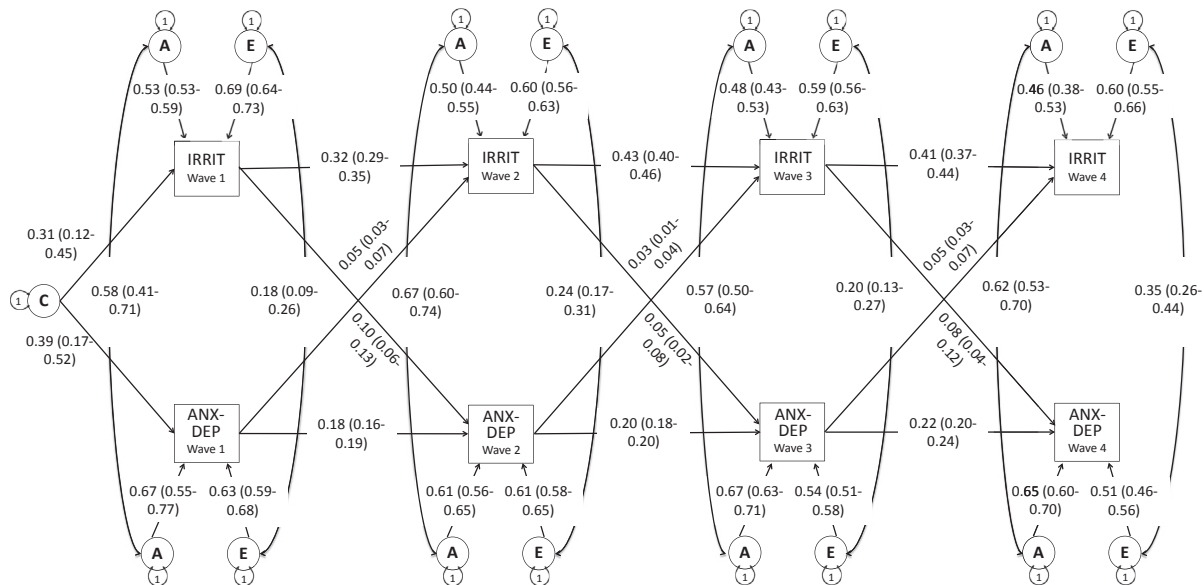 1 1 1 1 1 1 1 1
A E A E A E A E
0.53 (0.53- 0.69 (0.64- 0.50 (0.44- 0.60 (0.56- 0.48 (0.43- 0.59 (0.56- 0.46 (0.38- 0.60 (0.55-
0.59) 0.73) 0.55) 0.63) 0.53) 0.63) 0.53) 0.66)
IRRIT IRRIT IRRIT IRRIT
Wave 1 Wave 2 Wave 3 Wave 4
0.32 (0.29- 0.43 (0.40- 0.41 (0.37-
0.35) 0.46) 0.44)
0.31 (0.12-
0.45)
0.05 (0.03-
0.07)
0.03 (0.01-
0.04)
0.05 (0.03-
0.07)
1 C
0.58 (0.41- 0.18 (0.09- 0.67 (0.60- 0.24 (0.17- 0.57 (0.50- 0.20 (0.13- 0.62 (0.53- 0.35 (0.26-
0.71) 0.26) 0.74) 0.31) 0.64) 0.27) 0.70) 0.44)
0.39 (0.17-
0.52)
0.10 (0.06-
0.13)
0.05 (0.02-
0.08)
0.08 (0.04-
0.12)
ANX- ANX- ANX- ANX-
DEP DEP DEP DEP
Wave 1 Wave 2 Wave 3 Wave 4
0.18 (0.16- 0.20 (0.18- 0.22 (0.20-
0.19) 0.20) 0.24)
0.67 (0.55- 0.63 (0.59- 0.61 (0.56- 0.61 (0.58- 0.67 (0.63- 0.54 (0.51- 0.65 (0.60- 0.51 (0.46-
0.77) 0.68) 0.65) 0.65) 0.71) 0.58) 0.70) 0.56)
A E A E A E A E
1 1 1 1 1 1 1 1